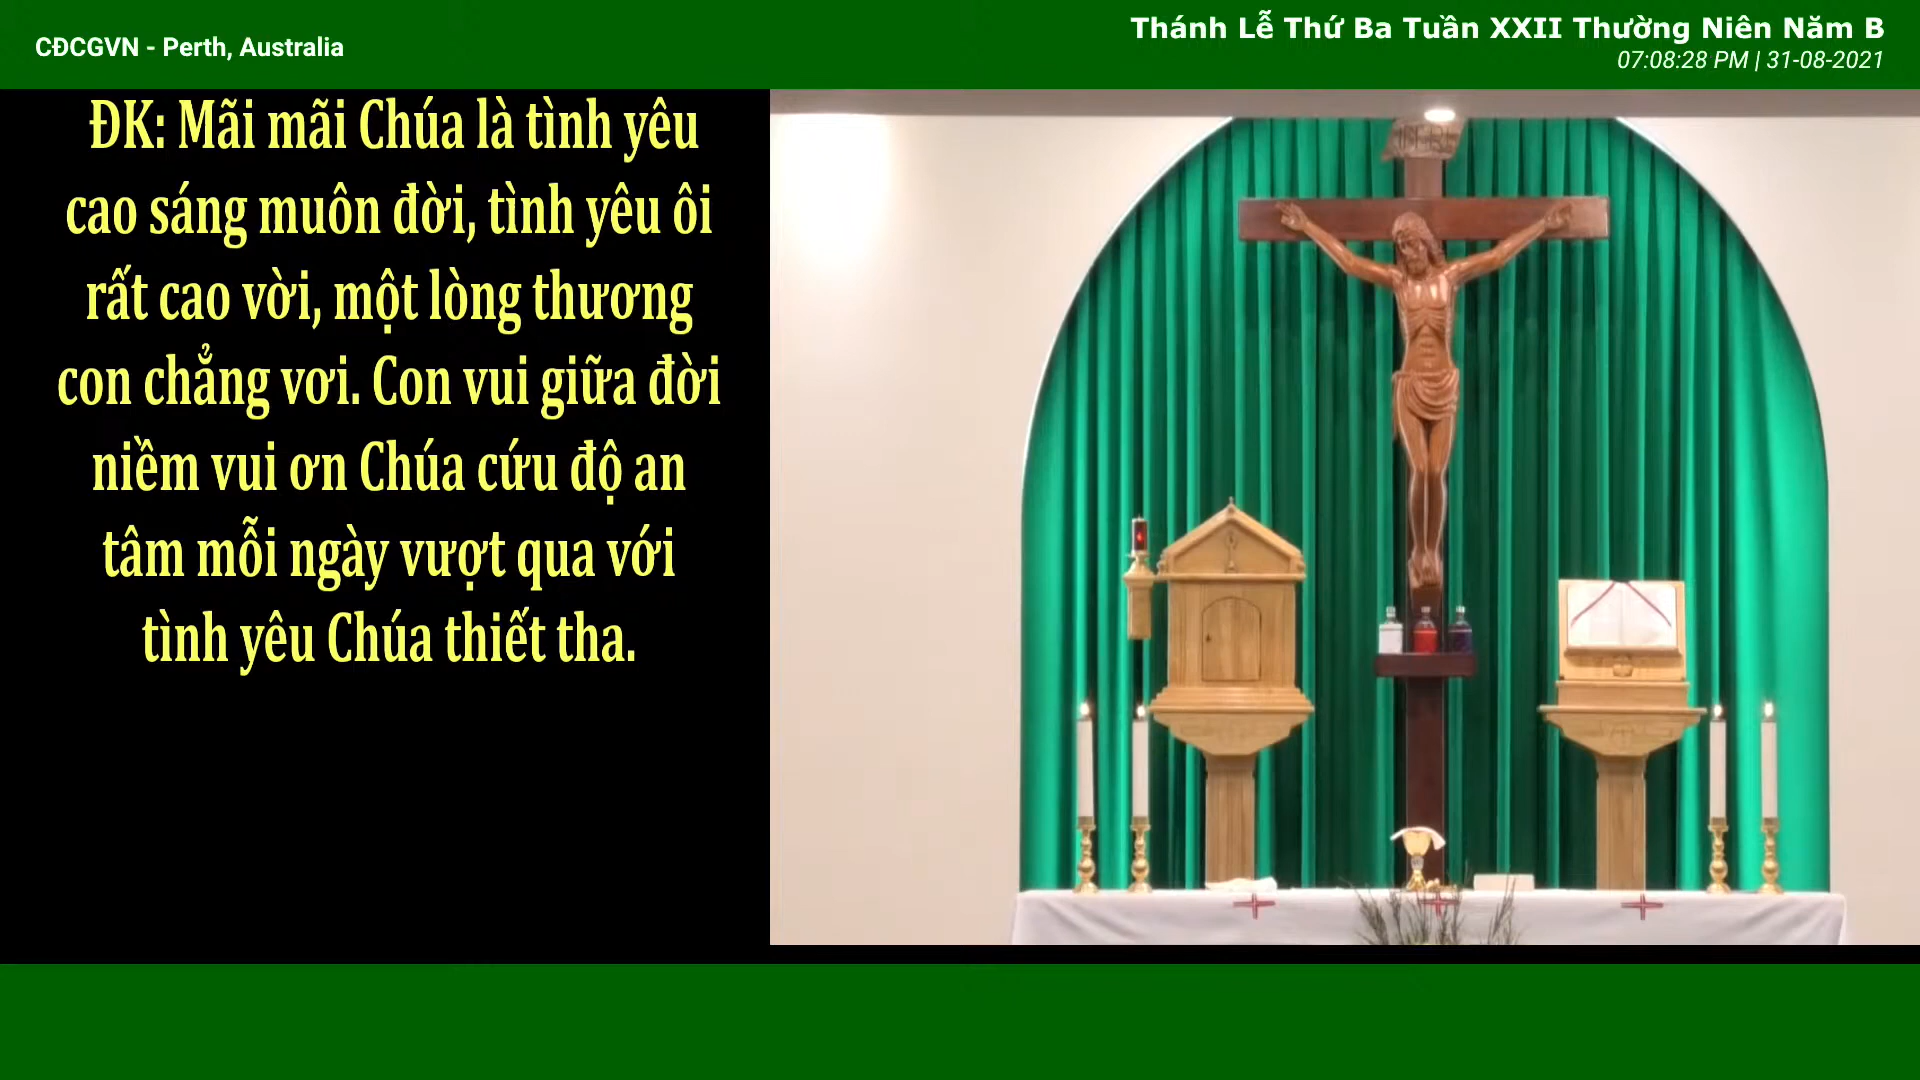 CĐCGVN - Perth, Australia
Thánh Lễ Thứ Ba Tuần XXII Thường Niên Năm B
07:08:28 PM | 31-08-2021
ĐK: Mãi mãi Chúa là tình yêu
cao sáng muôn đời, tình yêu ôi
rất cao vời, một lòng thương
con chẳng vơi. Con vui giữa đời
niềm vui ơn Chúa cứu độ an
tâm mỗi ngày vượt qua với
tình yêu Chúa thiết tha.